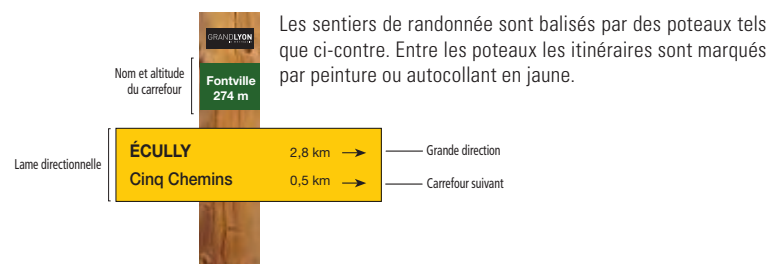 GRANDLYON
Les sentiers de randonnée sont balisés par des poteaux tels
que ci-contre. Entre les poteaux les itinéraires sont marqués
par peinture ou autocollant en jaune.
Nom et altitude
du carrefour
Fontville
274 m
Lame directionnelle
ÉCULLY 2,8 km → Grande direction
Cinq Chemins 0,5 km → Carrefour suivant